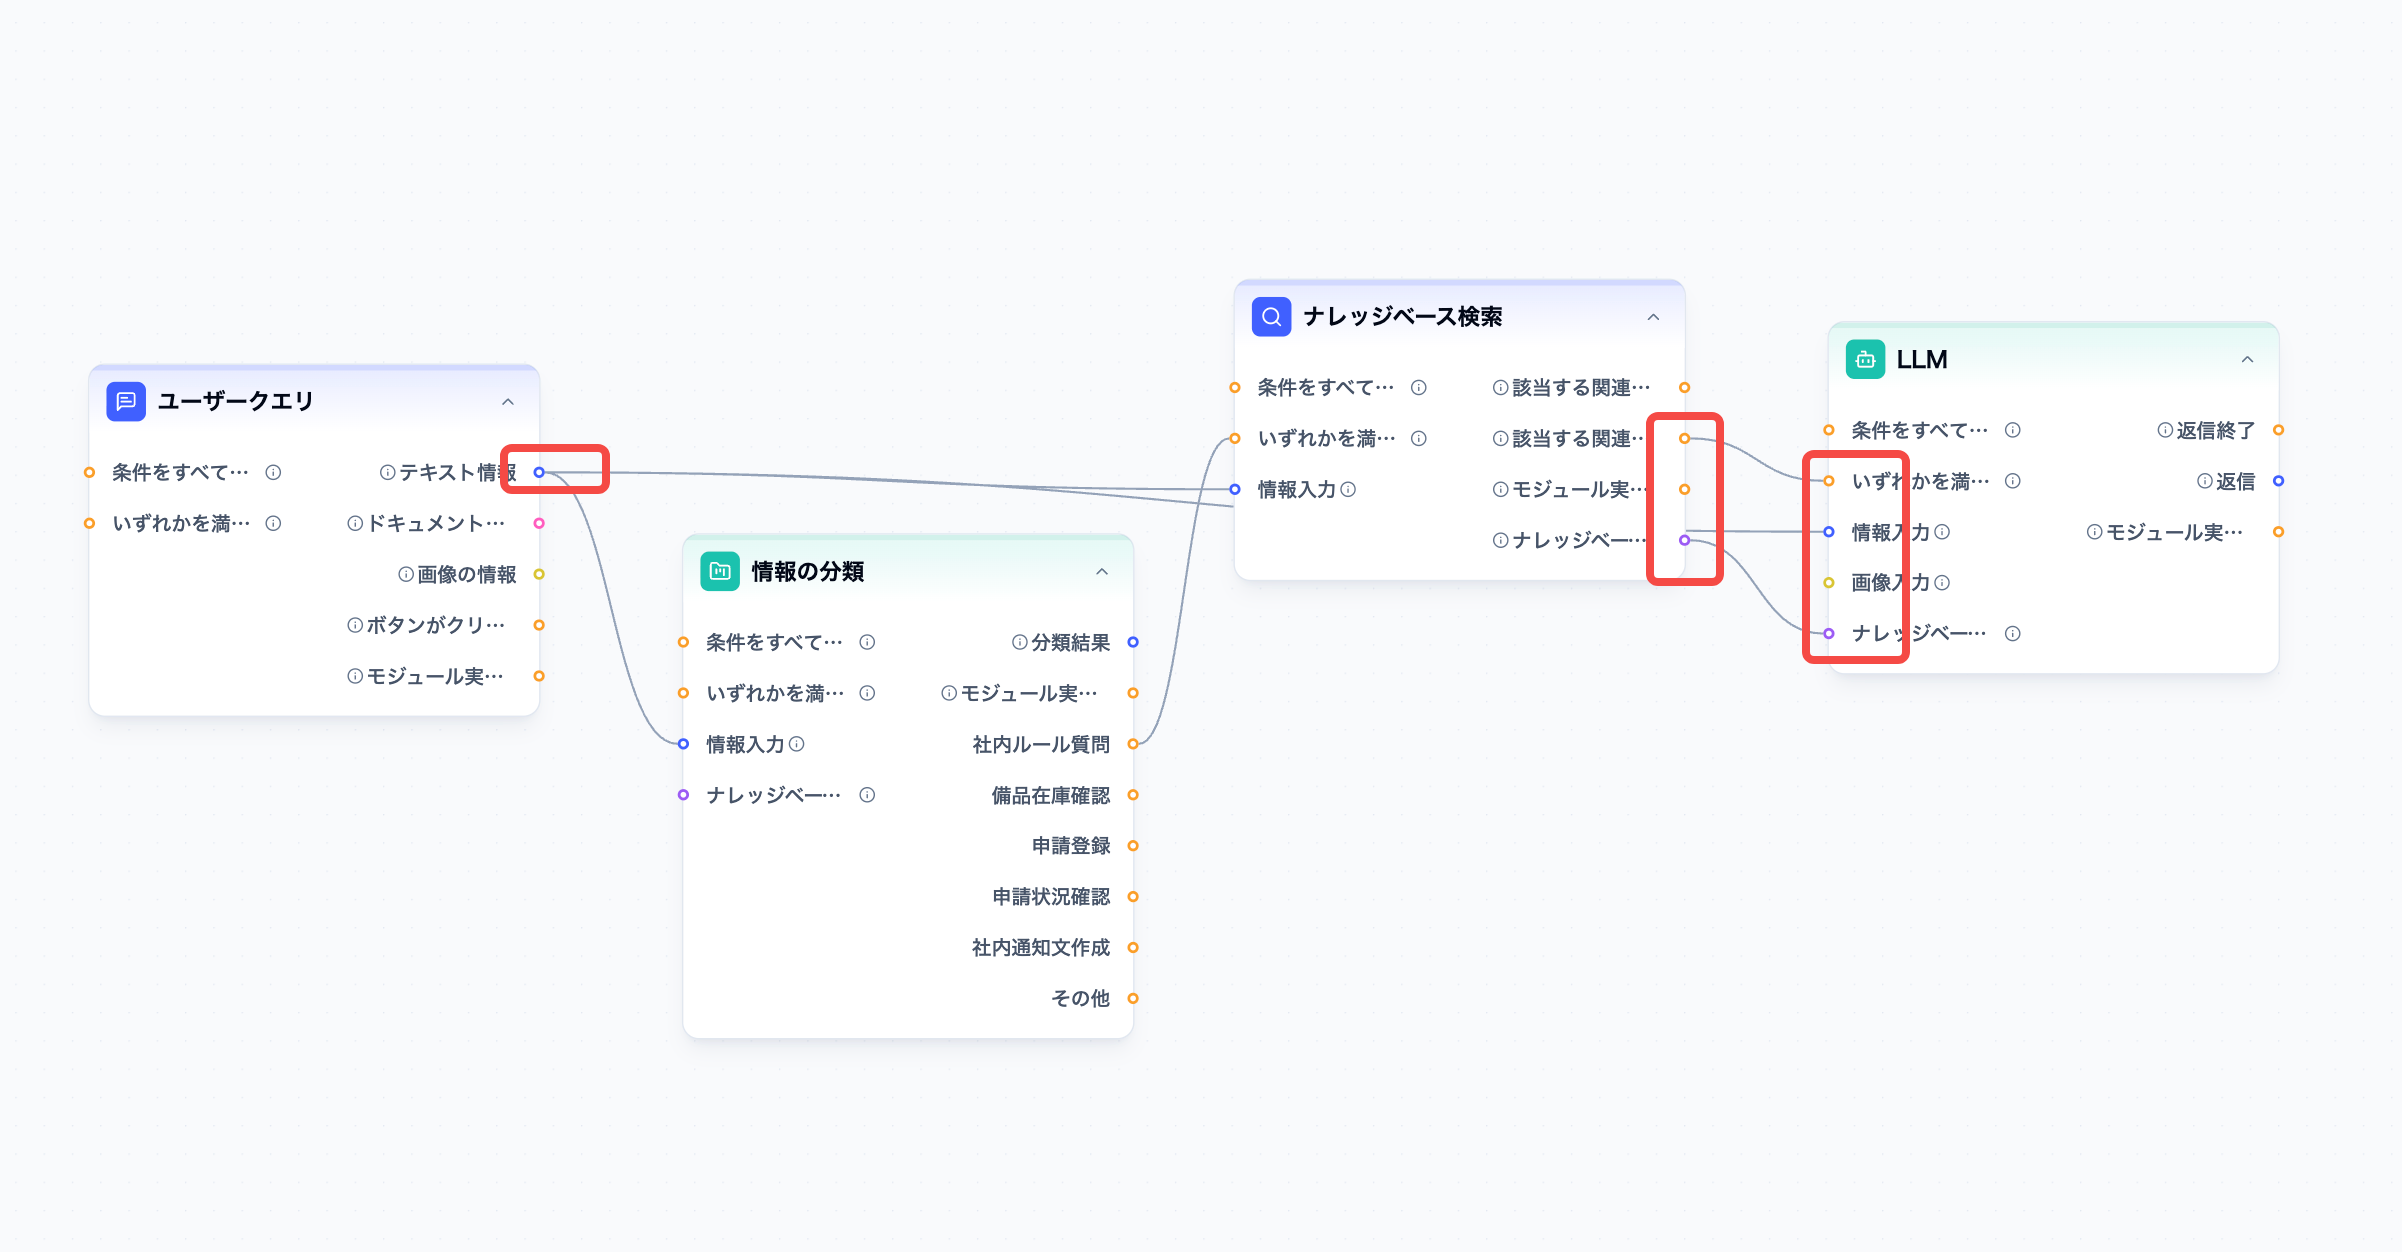 ユーザークエリ
条件をすべて…
テキスト情報
いずれかを満…
ドキュメント…
画像の情報
ボタンがクリ…
モジュール実…
情報の分類
条件をすべて…
分類結果
いずれかを満…
モジュール実…
情報入力
社内ルール質問
ナレッジベー…
備品在庫確認
申請登録
申請状況確認
社内通知文作成
その他
ナレッジベース検索
条件をすべて…
該当する関連…
いずれかを満…
該当する関連…
情報入力
モジュール実…
ナレッジベー…
LLM
条件をすべて…
返信終了
いずれかを満…
返信
情報入力
モジュール実…
画像入力
ナレッジベー…